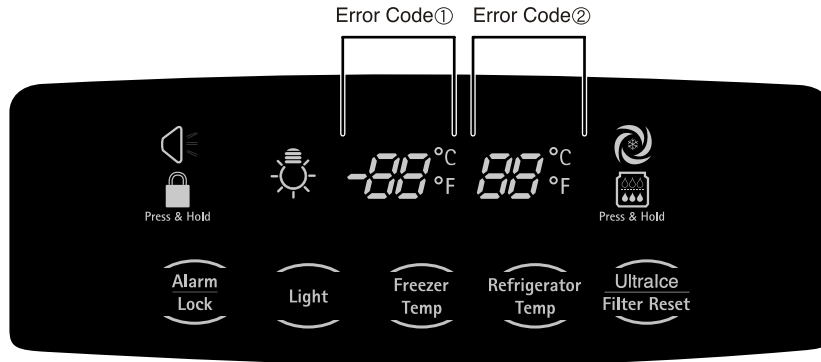 Error Code① Error Code②
-88 °C °F 88 °C °F
Press & Hold Press & Hold
Alarm Lock
Light
Freezer Temp
Refrigerator Temp
UltraIce Filter Reset